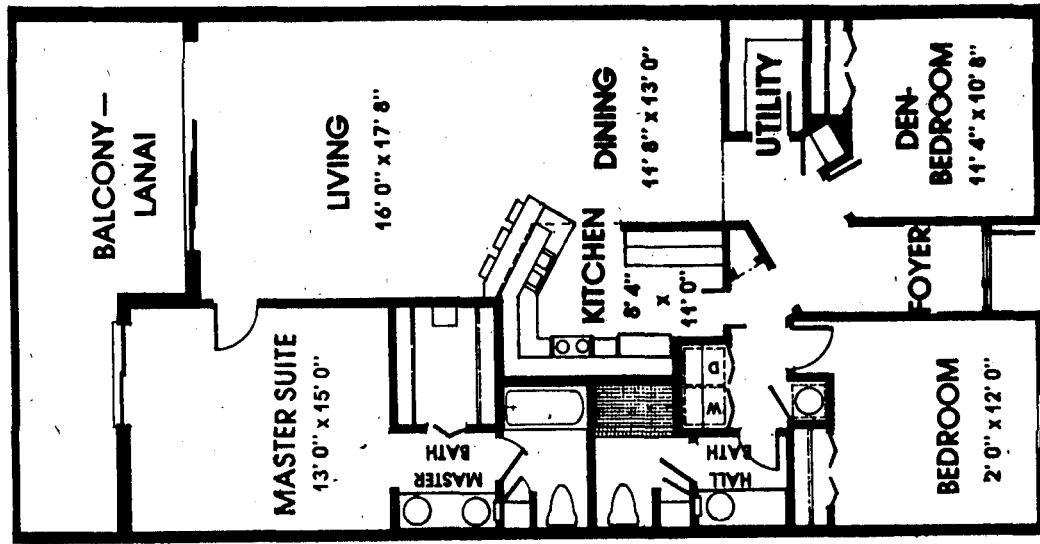 BALCONY—
LANAI
LIVING
16' 0" x 17' 8"
DINING
11' 8" x 13' 0"
UTILITY
DEN-
BEDROOM
11' 4" x 10' 8"
KITCHEN
8' 4"
x
11' 0"
FOYER
MASTER SUITE
13' 0" x 15' 0"
MASTER
BATH
W
D
HALL
BATH
BEDROOM
2' 0" x 12' 0"